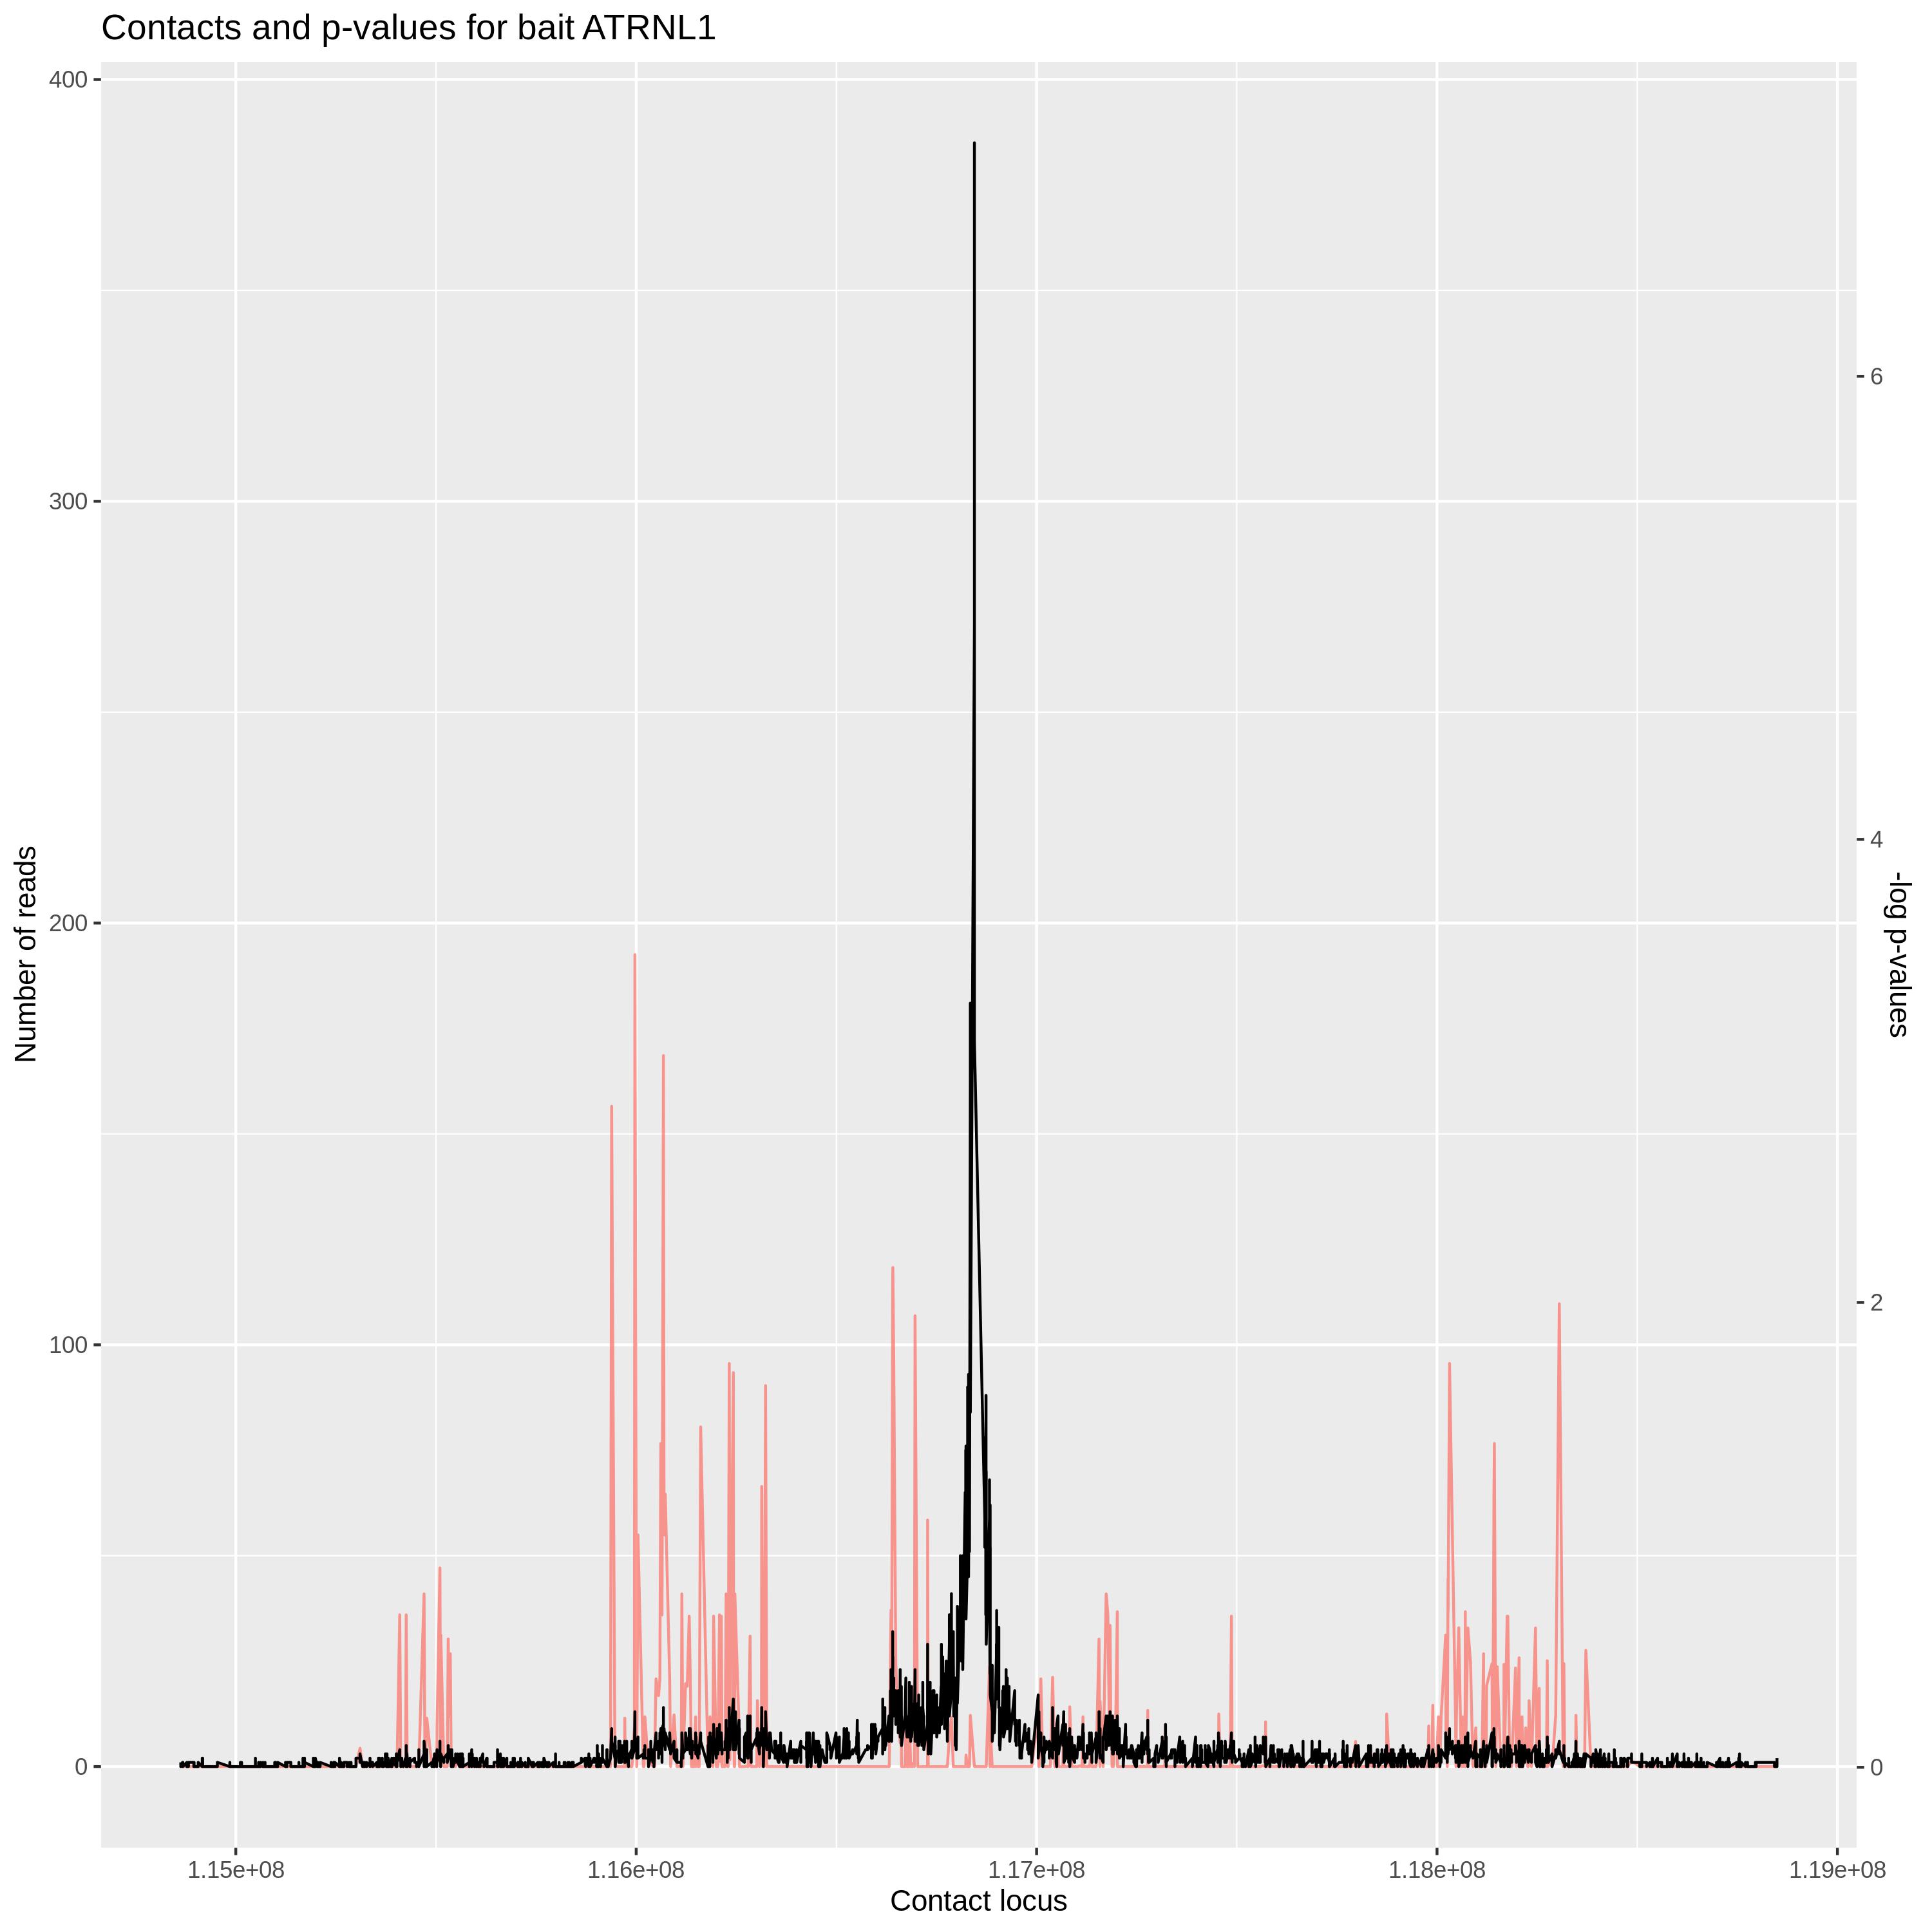 Contacts and p-values for bait ATRNL1
400
300
200
100
0
Number of reads
6
4
2
0
-log p-values
1.15e+08
1.16e+08
1.17e+08
1.18e+08
1.19e+08
Contact locus